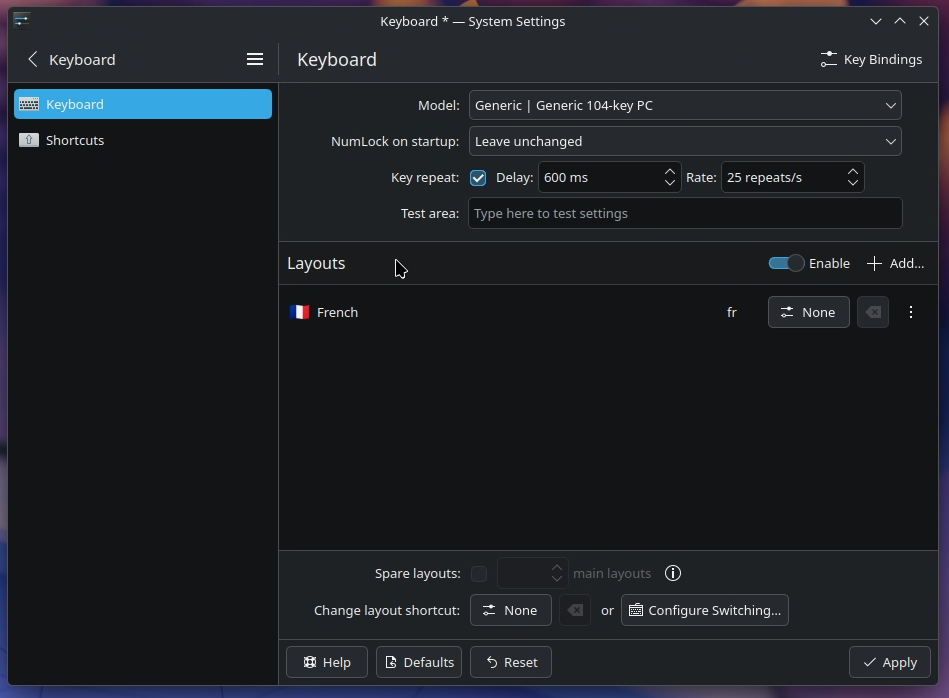 Keyboard * — System Settings
Keyboard
Keyboard
Key Bindings
Keyboard
Shortcuts
Model: Generic | Generic 104-key PC
NumLock on startup: Leave unchanged
Key repeat: Delay: 600 ms Rate: 25 repeats/s
Test area: Type here to test settings
Layouts
Enable
Add...
French fr None
Spare layouts: main layouts
Change layout shortcut: None or Configure Switching...
Help Defaults Reset Apply